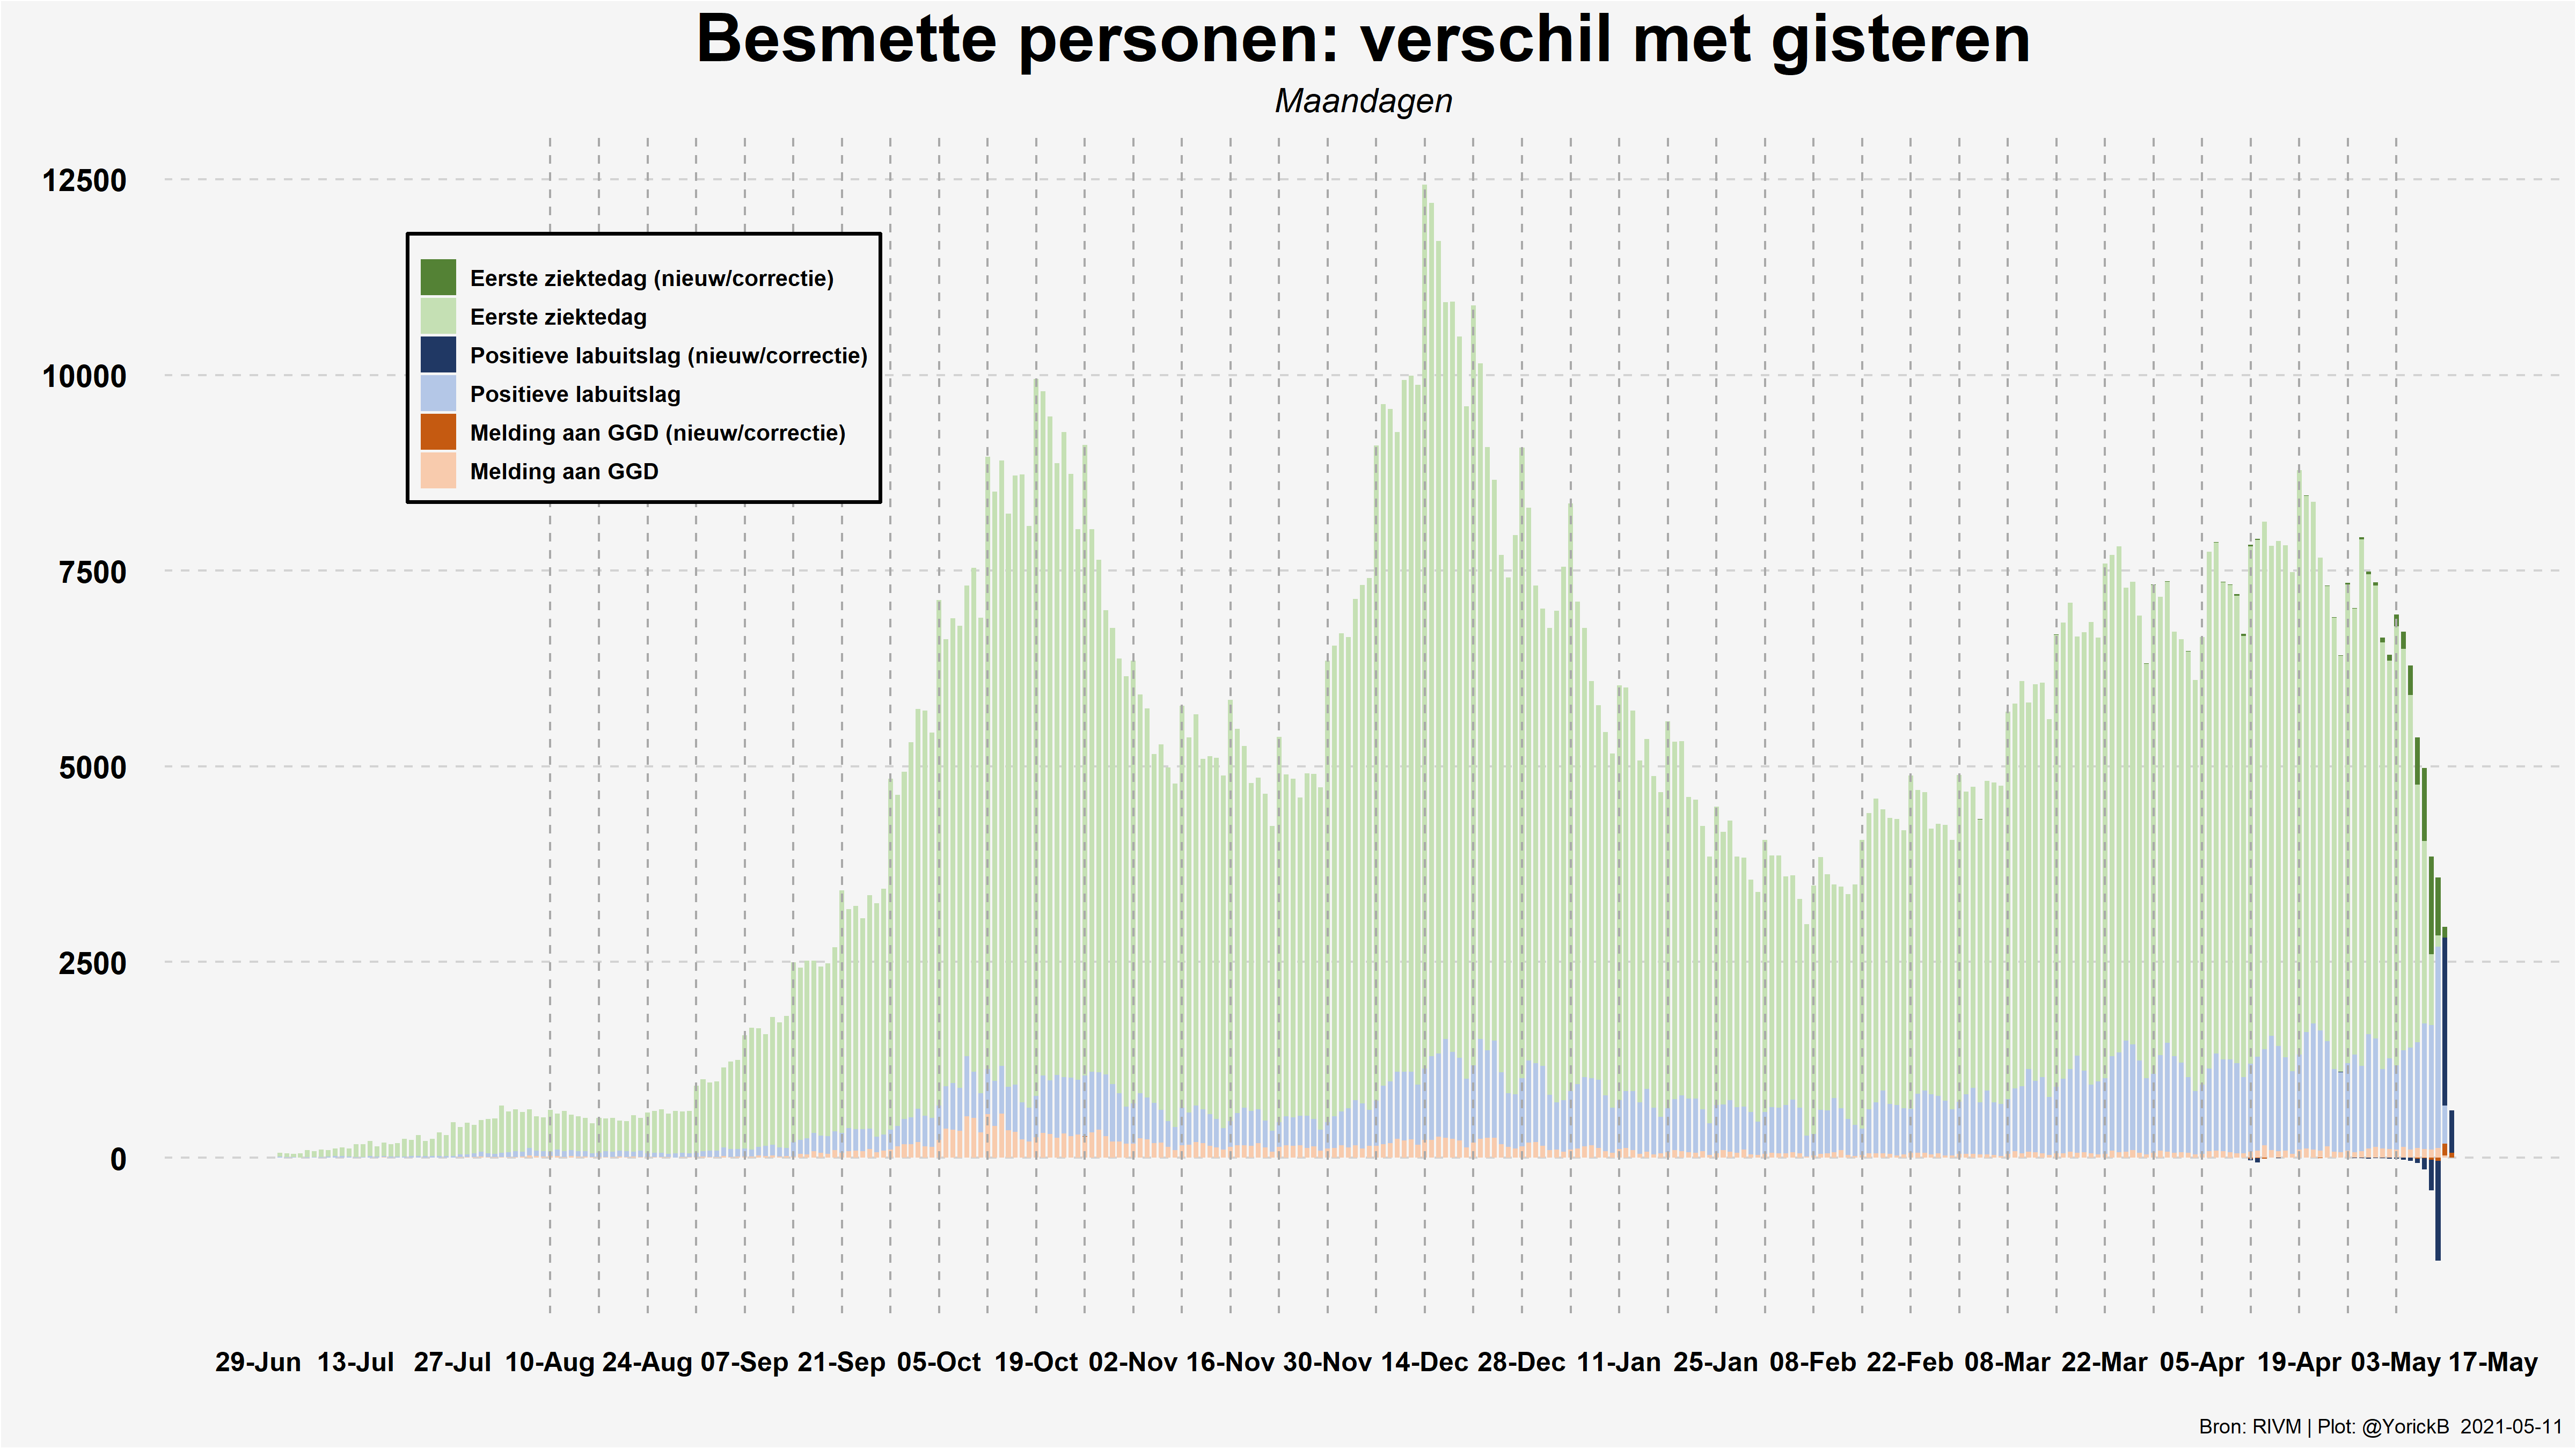 Besmette personen: verschil met gisteren
Maandagen
12500
10000
7500
5000
2500
0
Eerste ziektedag (nieuw/correctie)
Eerste ziektedag
Positieve labuitslag (nieuw/correctie)
Positieve labuitslag
Melding aan GGD (nieuw/correctie)
Melding aan GGD
29-Jun 13-Jul 27-Jul 10-Aug 24-Aug 07-Sep 21-Sep 05-Oct 19-Oct 02-Nov 16-Nov 30-Nov 14-Dec 28-Dec 11-Jan 25-Jan 08-Feb 22-Feb 08-Mar 22-Mar 05-Apr 19-Apr 03-May 17-May
Bron: RIVM | Plot: @YorickB 2021-05-11